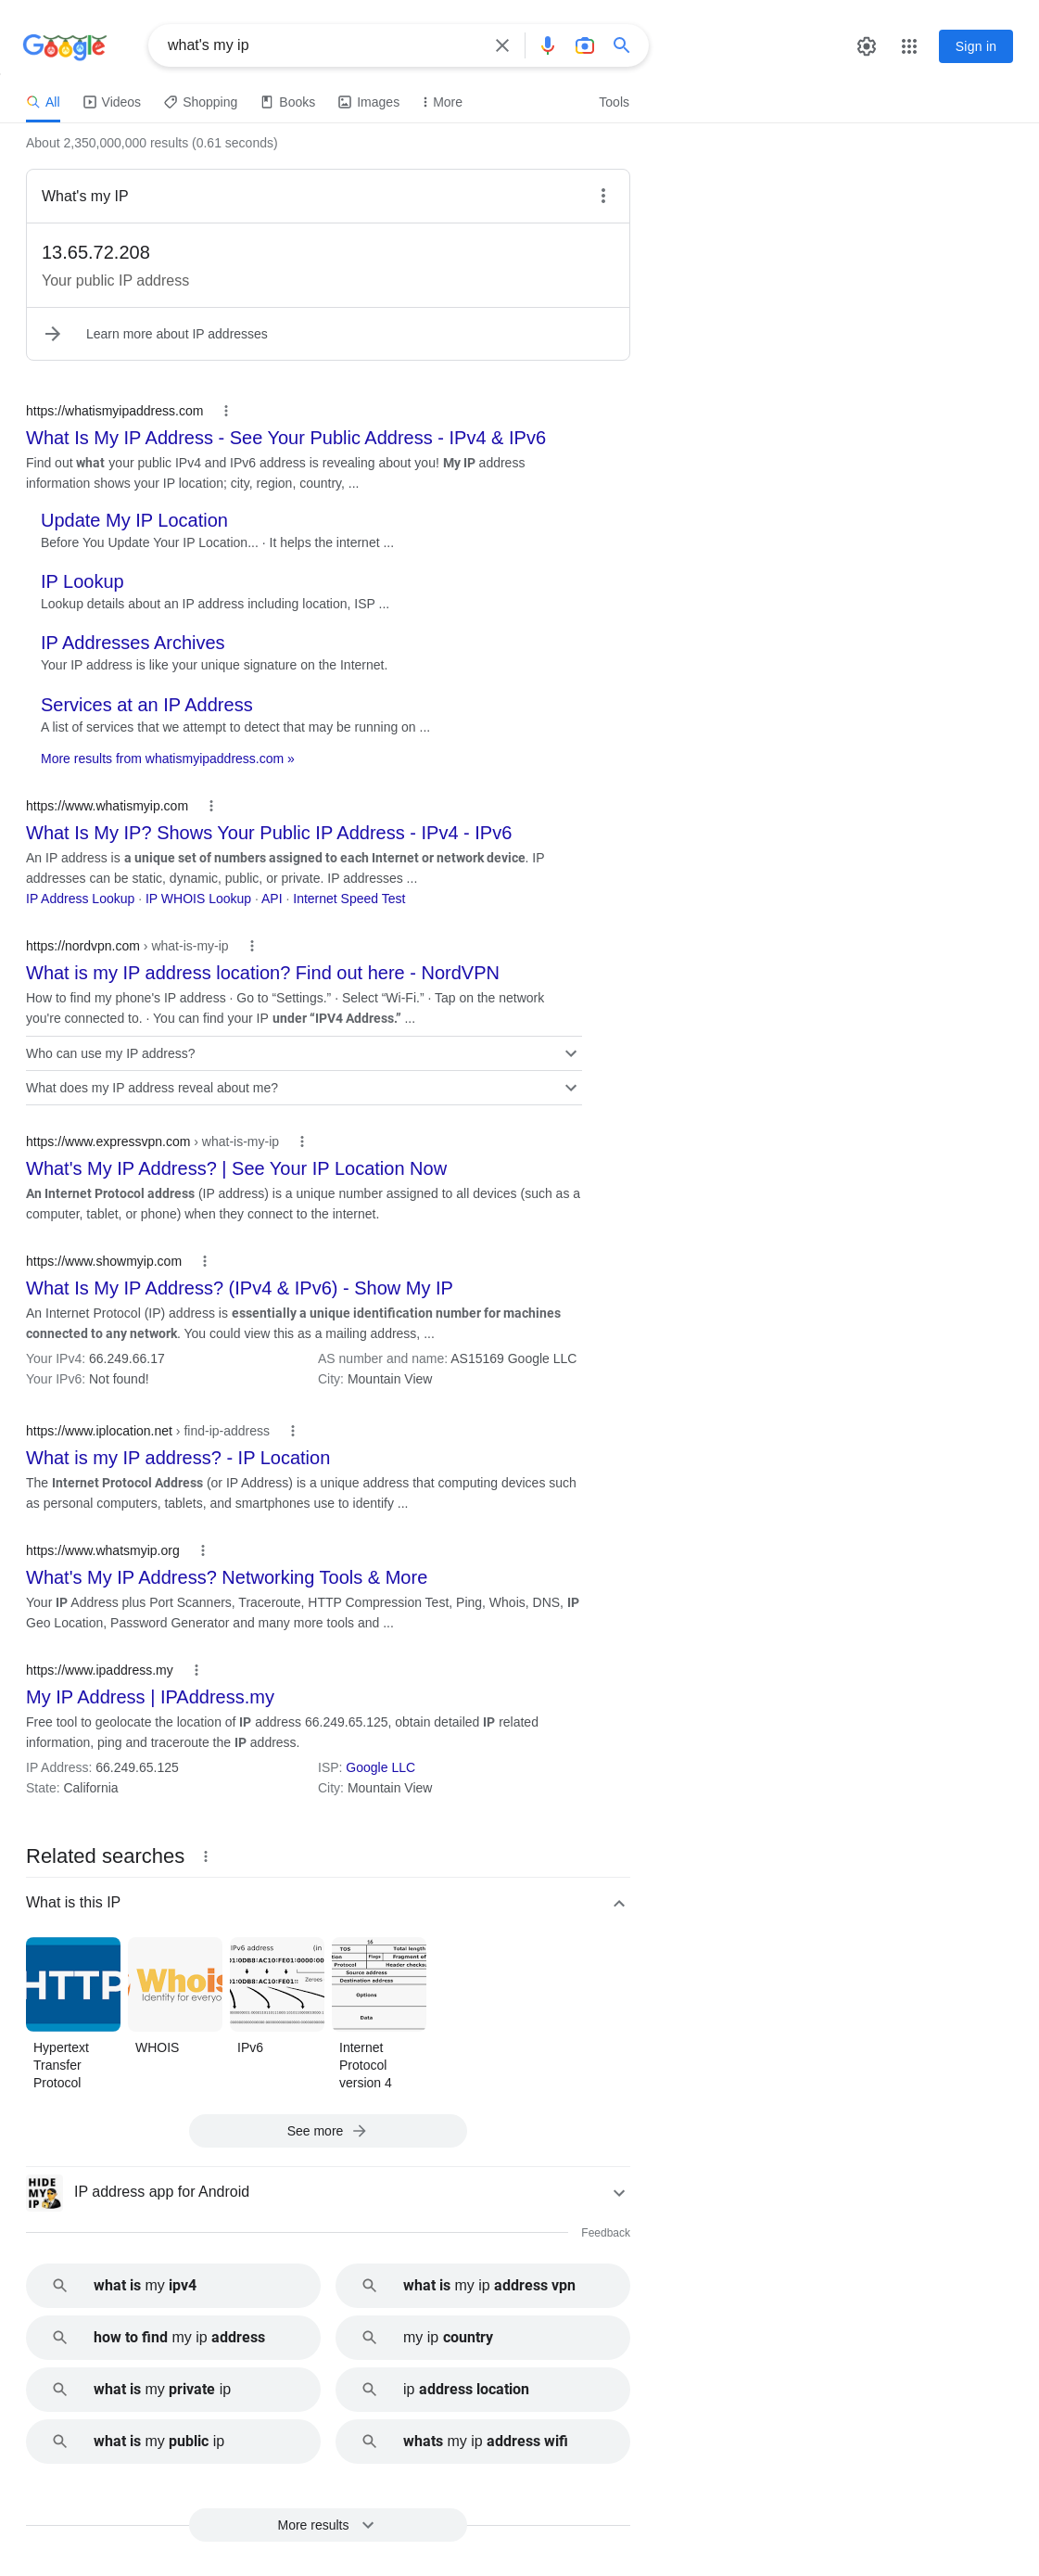 Google
what's my ip
Sign in
All
Videos
Shopping
Books
Images
More
Tools
About 2,350,000,000 results (0.61 seconds)
What's my IP
13.65.72.208
Your public IP address
Learn more about IP addresses
https://whatismyipaddress.com
What Is My IP Address - See Your Public Address - IPv4 & IPv6
Find out what your public IPv4 and IPv6 address is revealing about you! My IP address
information shows your IP location; city, region, country, ...
Update My IP Location
Before You Update Your IP Location... · It helps the internet ...
IP Lookup
Lookup details about an IP address including location, ISP ...
IP Addresses Archives
Your IP address is like your unique signature on the Internet.
Services at an IP Address
A list of services that we attempt to detect that may be running on ...
More results from whatismyipaddress.com »
https://www.whatismyip.com
What Is My IP? Shows Your Public IP Address - IPv4 - IPv6
An IP address is a unique set of numbers assigned to each Internet or network device. IP
addresses can be static, dynamic, public, or private. IP addresses ...
IP Address Lookup · IP WHOIS Lookup · API · Internet Speed Test
https://nordvpn.com › what-is-my-ip
What is my IP address location? Find out here - NordVPN
How to find my phone's IP address · Go to “Settings.” · Select “Wi-Fi.” · Tap on the network
you're connected to. · You can find your IP under “IPV4 Address.” ...
Who can use my IP address?
What does my IP address reveal about me?
https://www.expressvpn.com › what-is-my-ip
What's My IP Address? | See Your IP Location Now
An Internet Protocol address (IP address) is a unique number assigned to all devices (such as a
computer, tablet, or phone) when they connect to the internet.
https://www.showmyip.com
What Is My IP Address? (IPv4 & IPv6) - Show My IP
An Internet Protocol (IP) address is essentially a unique identification number for machines
connected to any network. You could view this as a mailing address, ...
Your IPv4: 66.249.66.17
AS number and name: AS15169 Google LLC
Your IPv6: Not found!
City: Mountain View
https://www.iplocation.net › find-ip-address
What is my IP address? - IP Location
The Internet Protocol Address (or IP Address) is a unique address that computing devices such
as personal computers, tablets, and smartphones use to identify ...
https://www.whatsmyip.org
What's My IP Address? Networking Tools & More
Your IP Address plus Port Scanners, Traceroute, HTTP Compression Test, Ping, Whois, DNS, IP
Geo Location, Password Generator and many more tools and ...
https://www.ipaddress.my
My IP Address | IPAddress.my
Free tool to geolocate the location of IP address 66.249.65.125, obtain detailed IP related
information, ping and traceroute the IP address.
IP Address: 66.249.65.125
ISP: Google LLC
State: California
City: Mountain View
Related searches
What is this IP
HTTP
Whois
Identity for everyo
IPv6 address (in
Zeroes
16
TOS
Total length
Flags
Fragment of
Protocol
Header checks
Source address
Destination address
Options
Data
Hypertext
Transfer
Protocol
WHOIS
IPv6
Internet
Protocol
version 4
See more
HIDE
MY
IP
IP address app for Android
Feedback
what is my ipv4
what is my ip address vpn
how to find my ip address
my ip country
what is my private ip
ip address location
what is my public ip
whats my ip address wifi
More results